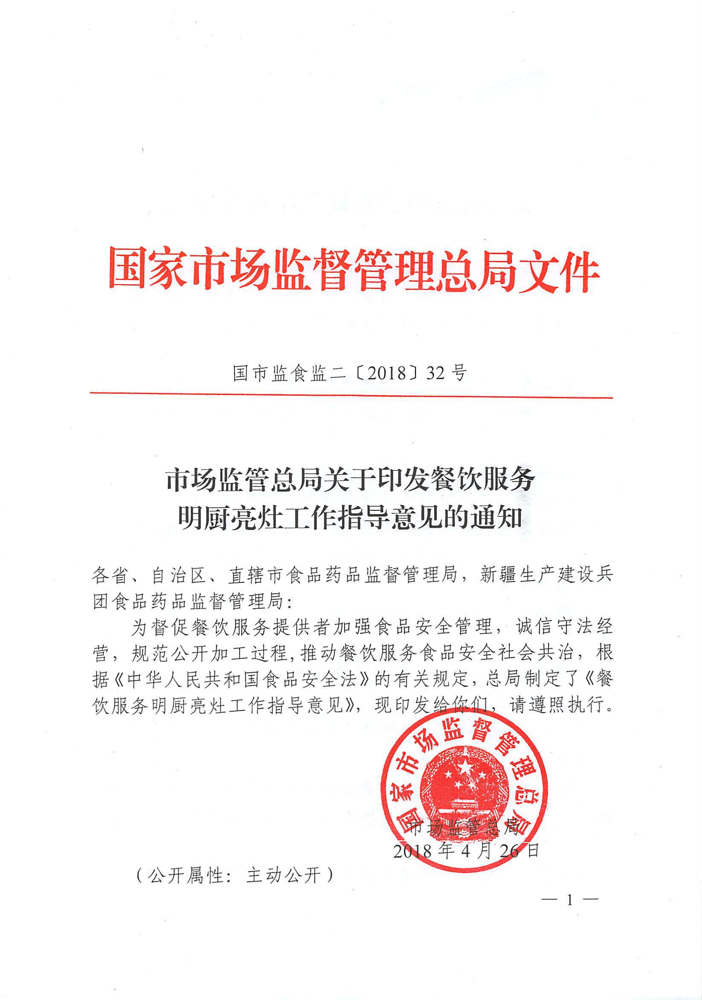 国家市场监督管理总局文件
国市监食监二〔2018〕32 号
市场监管总局关于印发餐饮服务
明厨亮灶工作指导意见的通知
各省、自治区、直辖市食品药品监督管理局，新疆生产建设兵
团食品药品监督管理局：
为督促餐饮服务提供者加强食品安全管理，诚信守法经
营，规范公开加工过程,推动餐饮服务食品安全社会共治，根
据《中华人民共和国食品安全法》的有关规定，总局制定了《餐
饮服务明厨亮灶工作指导意见》，现印发给你们，请遵照执行。
国家市场监督管理总局
市场监管总局
2018 年 4 月 26 日
（公开属性：主动公开）
— 1 —